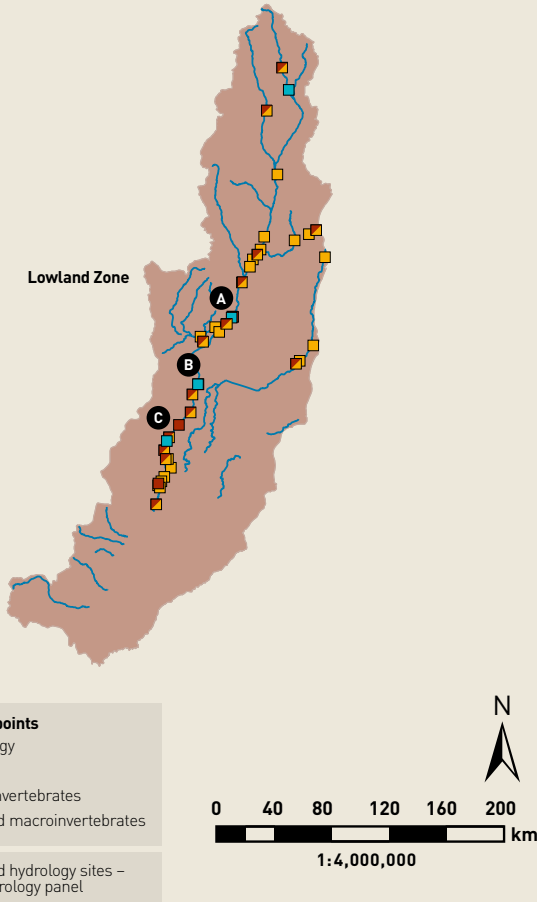 Lowland Zone
A
B
C
points
gy
vertebrates
d macroinvertebrates
d hydrology sites –
rology panel
N
0 40 80 120 160 200
km
1:4,000,000